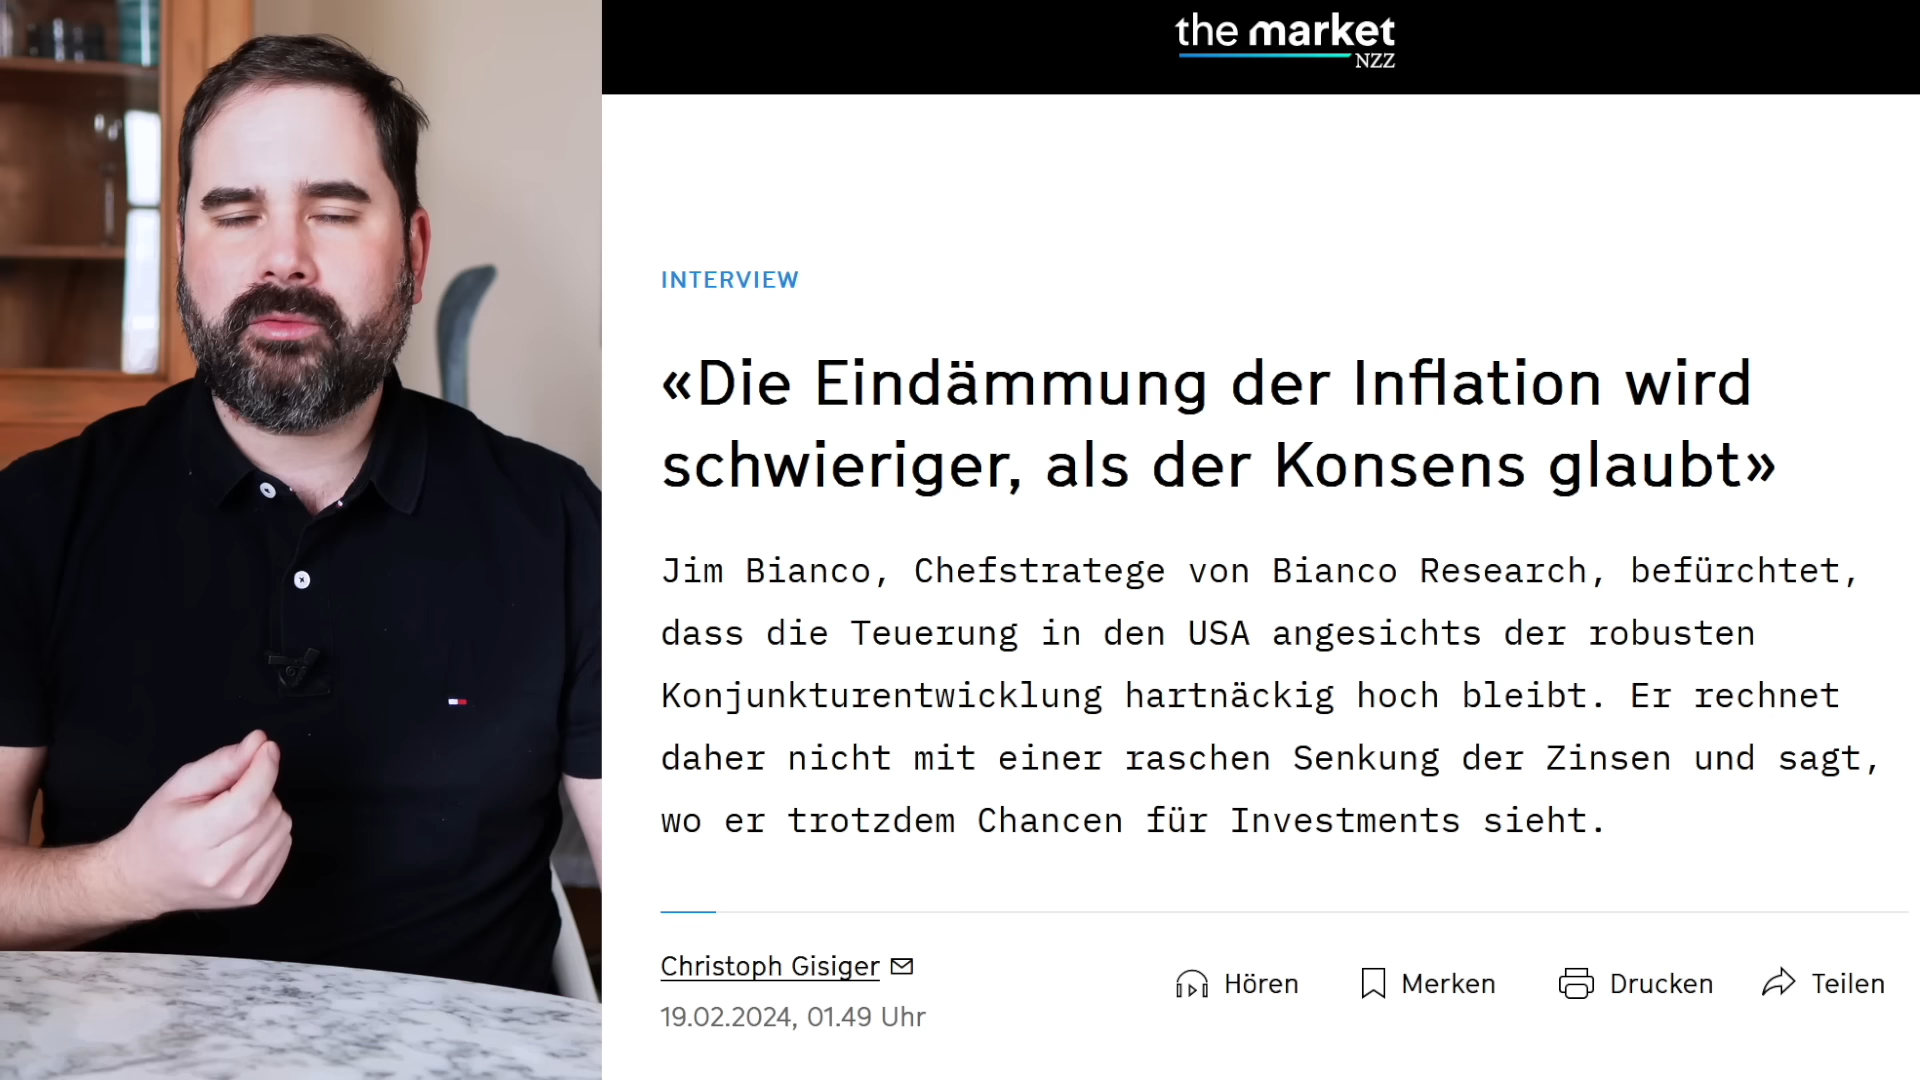 the market
NZZ
INTERVIEW
«Die Eindämmung der Inflation wird
schwieriger, als der Konsens glaubt»
Jim Bianco, Chefstratege von Bianco Research, befürchtet,
dass die Teuerung in den USA angesichts der robusten
Konjunkturentwicklung hartnäckig hoch bleibt. Er rechnet
daher nicht mit einer raschen Senkung der Zinsen und sagt,
wo er trotzdem Chancen für Investments sieht.
Christoph Gisiger
19.02.2024, 01.49 Uhr
Hören
Merken
Drucken
Teilen